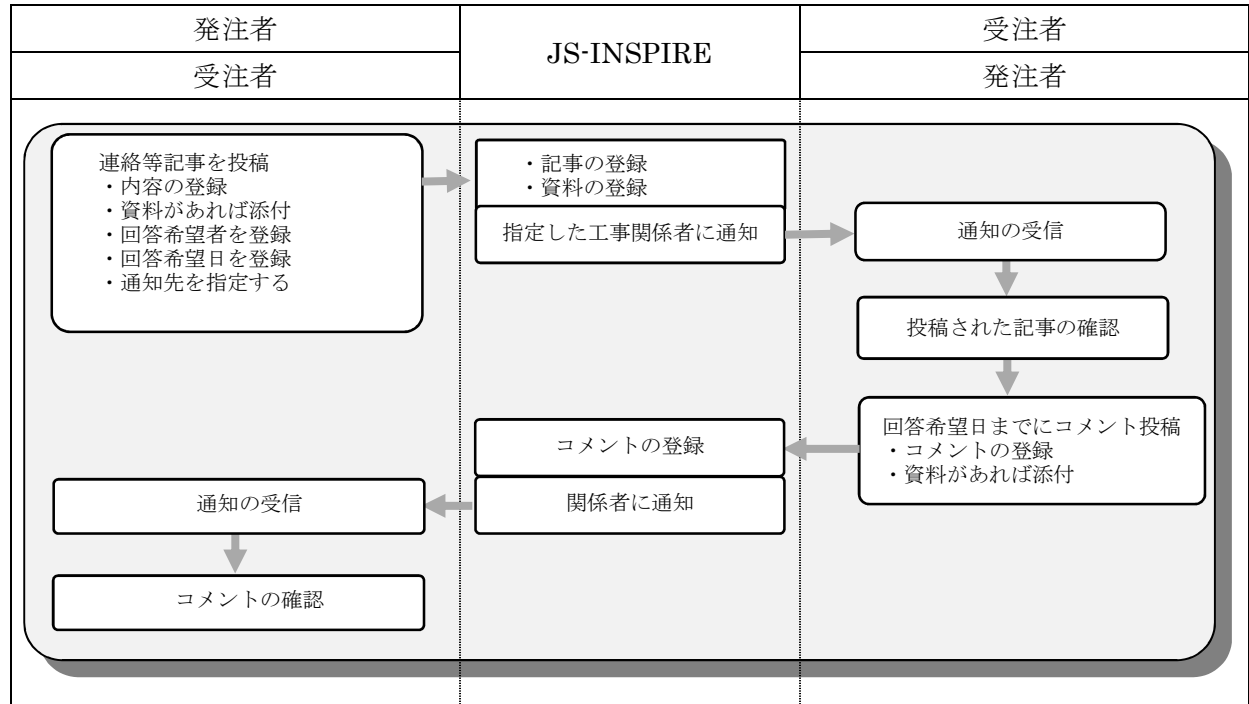 発注者
受注者
JS-INSPIRE
受注者
発注者
連絡等記事を投稿
・内容の登録
・資料があれば添付
・回答希望者を登録
・回答希望日を登録
・通知先を指定する
・記事の登録
・資料の登録
指定した工事関係者に通知
通知の受信
投稿された記事の確認
回答希望日までにコメント投稿
・コメントの登録
・資料があれば添付
コメントの登録
関係者に通知
通知の受信
コメントの確認